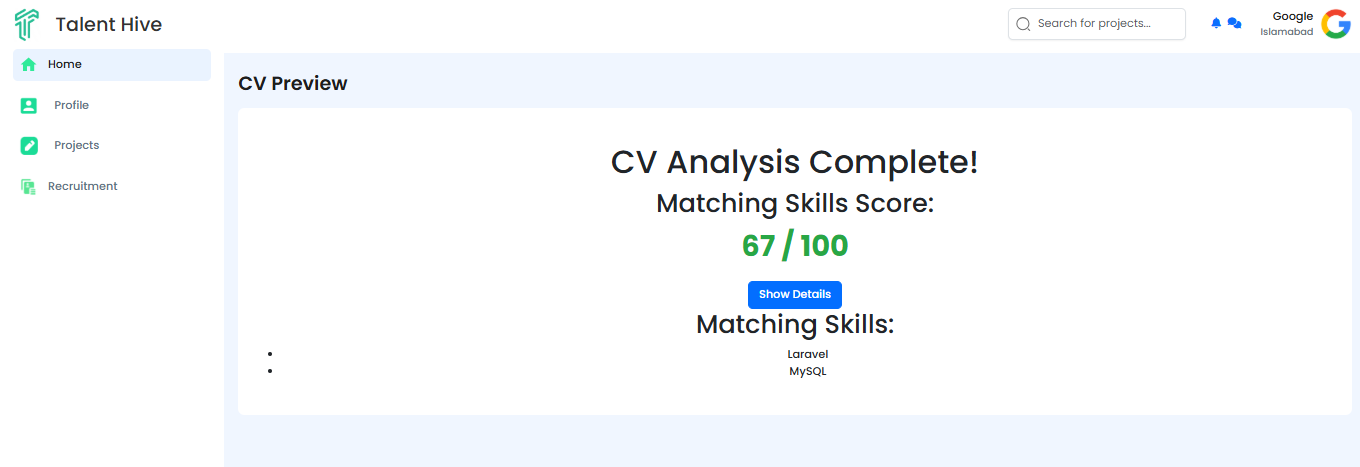 Talent Hive
Search for projects...
Google
Islamabad
Home
Profile
Projects
Recruitment
CV Preview
CV Analysis Complete!
Matching Skills Score:
67 / 100
Show Details
Matching Skills:
Laravel
MySQL